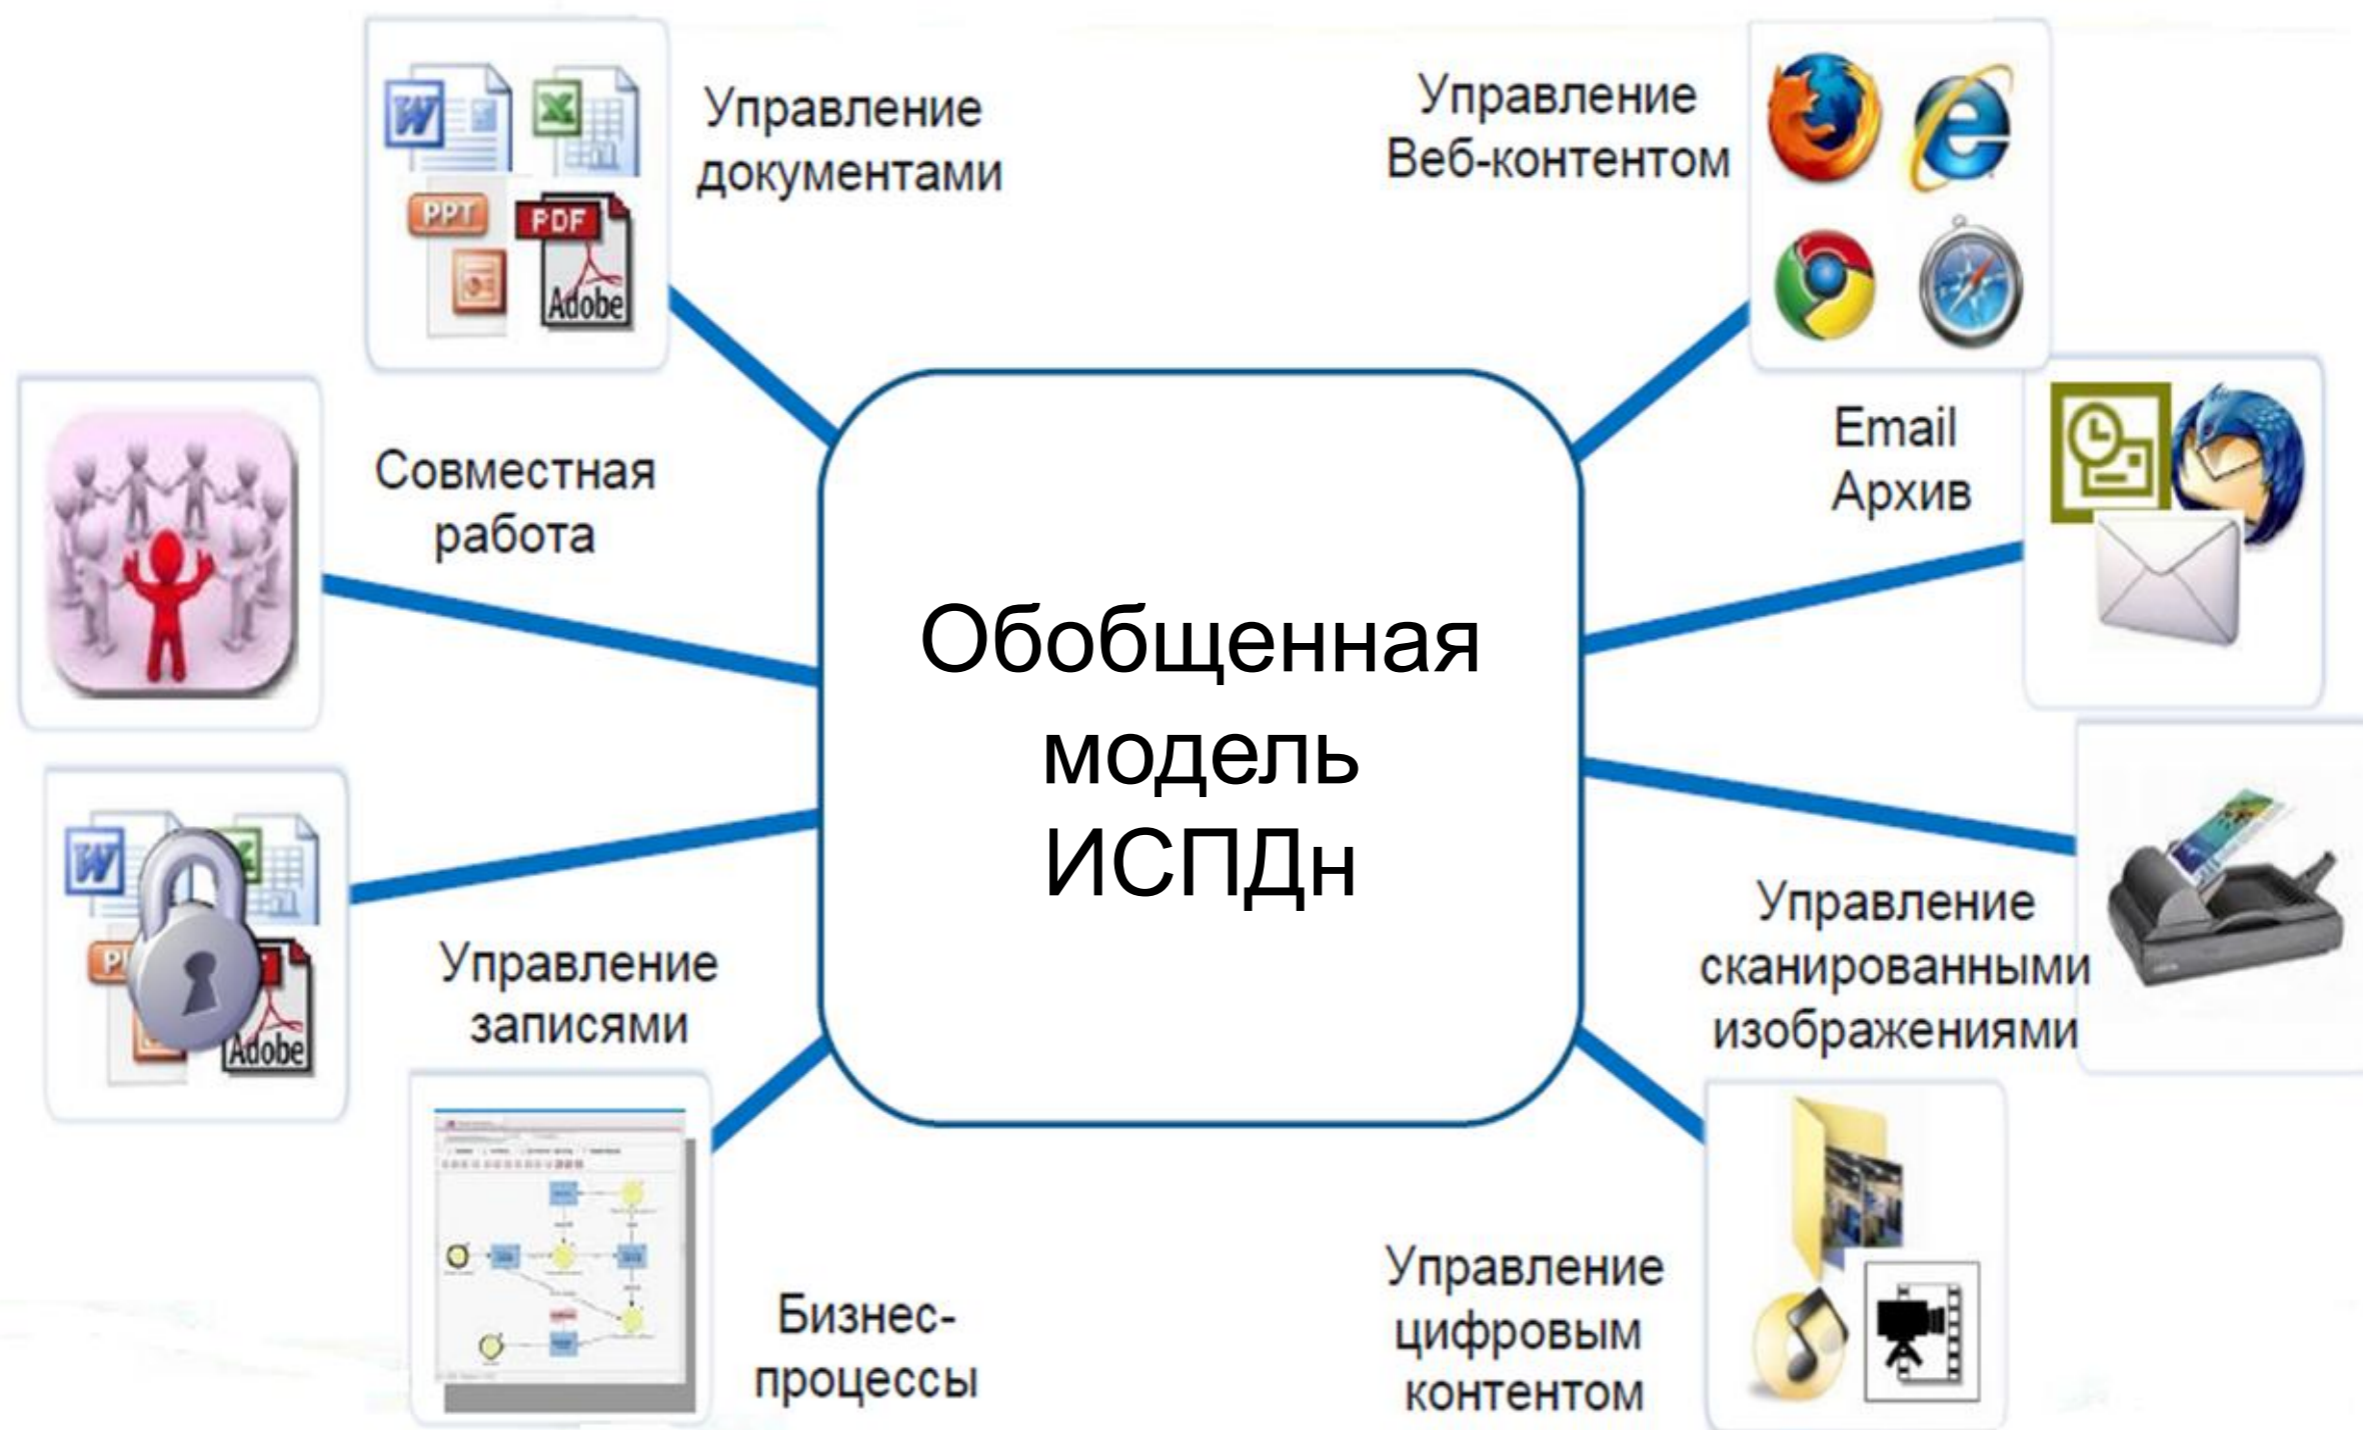 Управление
документами
PPT
PDF
Adobe
Управление
Веб-контентом
Совместная
работа
Email
Архив
Обобщенная
модель
ИСПДн
Управление
записями
Adobe
Управление
сканированными
изображениями
Бизнес-
процессы
Управление
цифровым
контентом